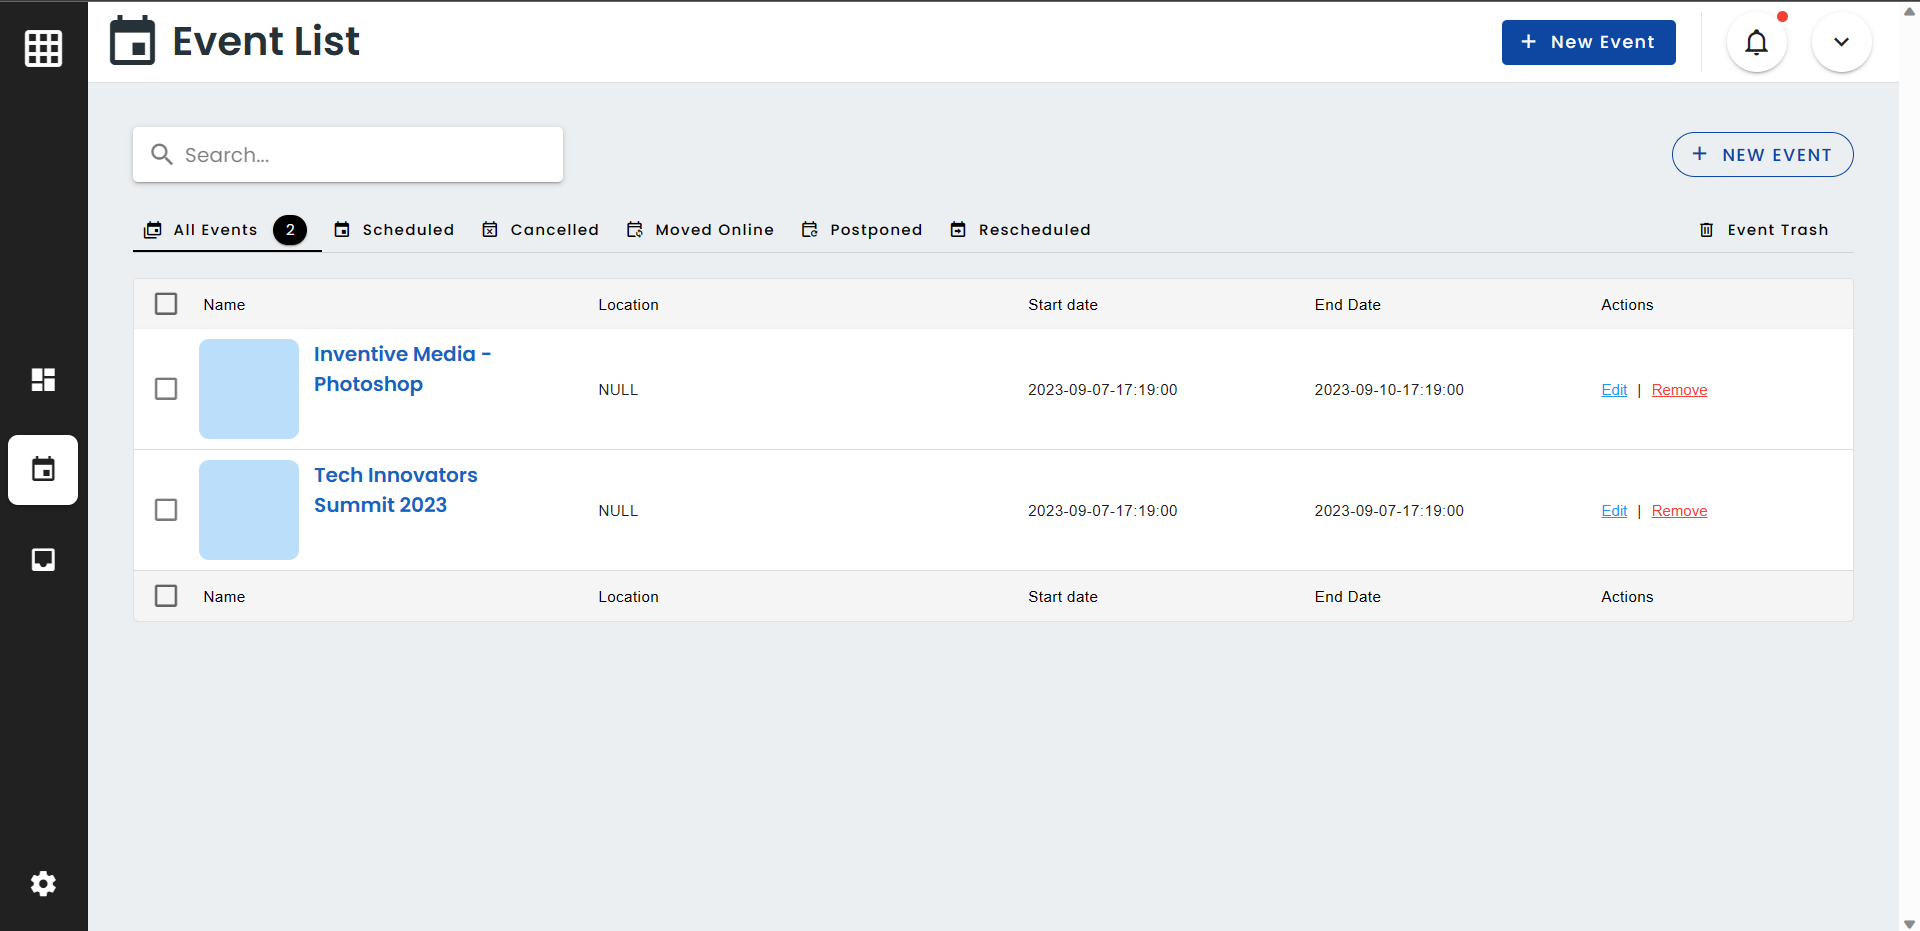 Event List
+ New Event
Search...
+ NEW EVENT
All Events 2 Scheduled Cancelled Moved Online Postponed Rescheduled Event Trash
Name Location Start date End Date Actions
Inventive Media -
Photoshop
NULL 2023-09-07-17:19:00 2023-09-10-17:19:00 Edit | Remove
Tech Innovators
Summit 2023
NULL 2023-09-07-17:19:00 2023-09-07-17:19:00 Edit | Remove
Name Location Start date End Date Actions